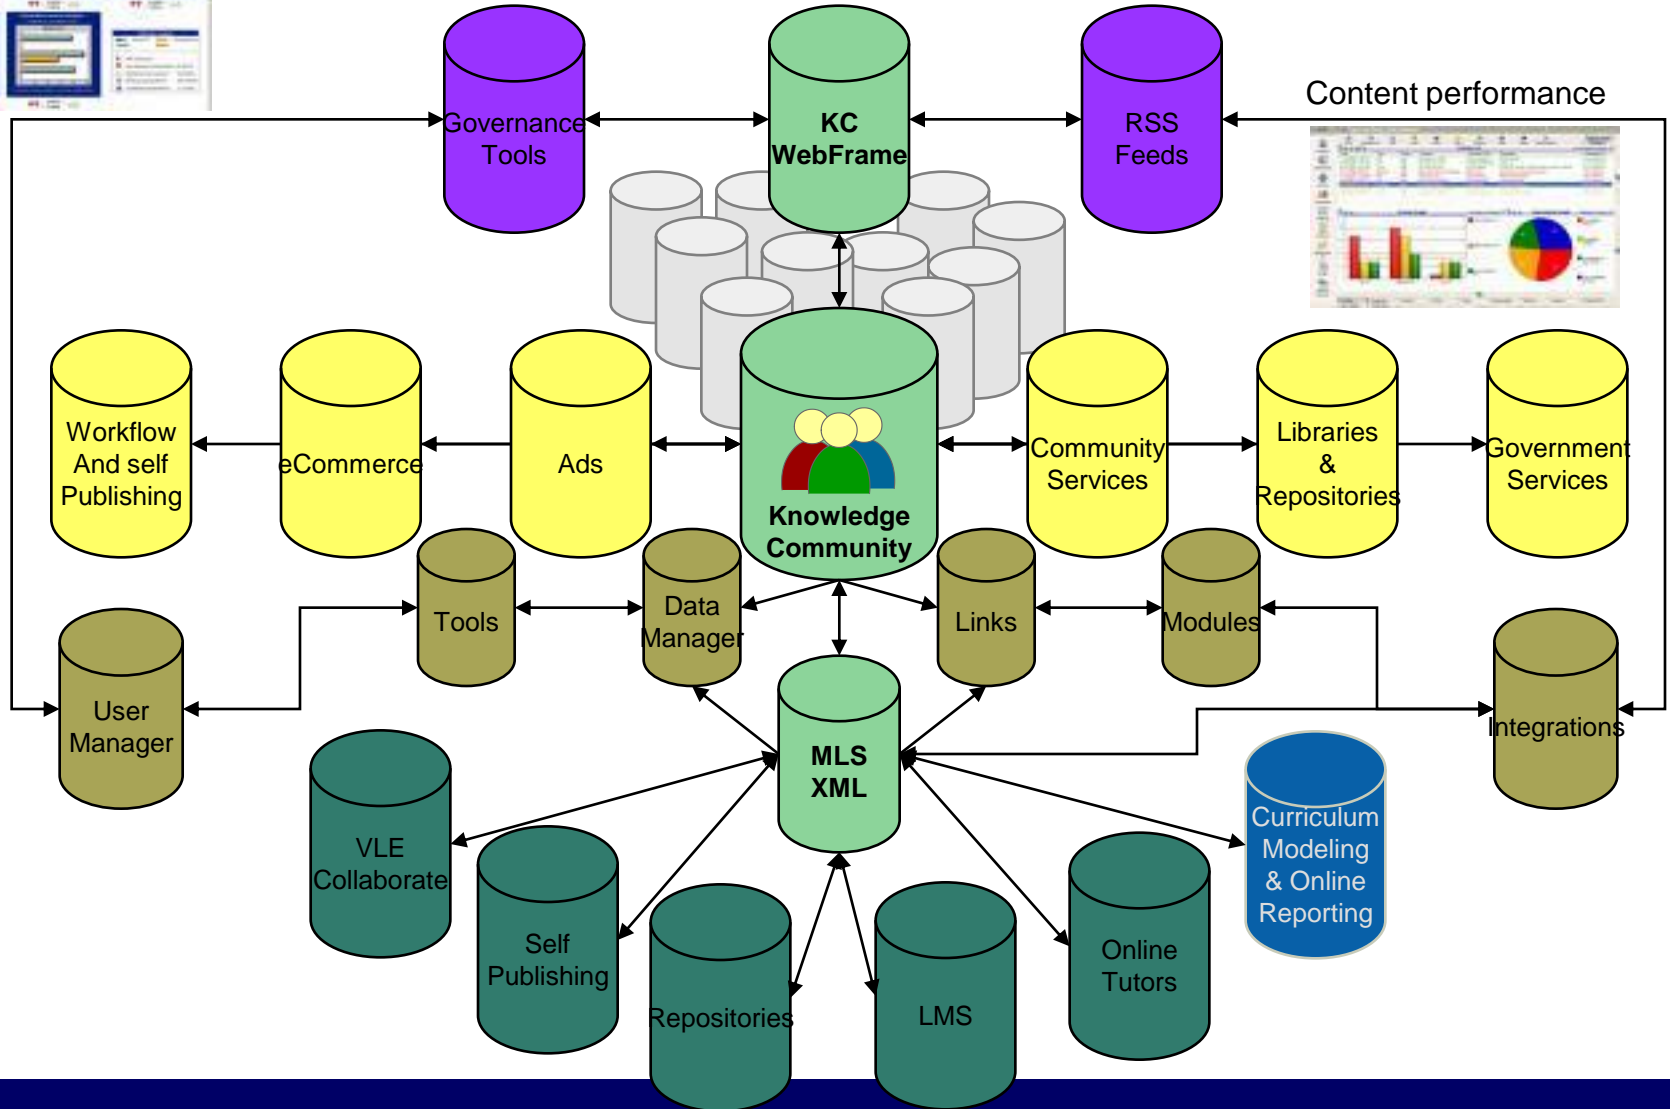 Content performance
Governance
Tools
KC
WebFrame
RSS
Feeds
Workflow
And self
Publishing
eCommerce
Ads
Knowledge
Community
Community
Services
Libraries
&
Repositories
Government
Services
Tools
Data
Manager
Links
Modules
User
Manager
Integrations
MLS
XML
VLE
Collaborate
Self
Publishing
Repositories
LMS
Online
Tutors
Curriculum
Modeling
& Online
Reporting